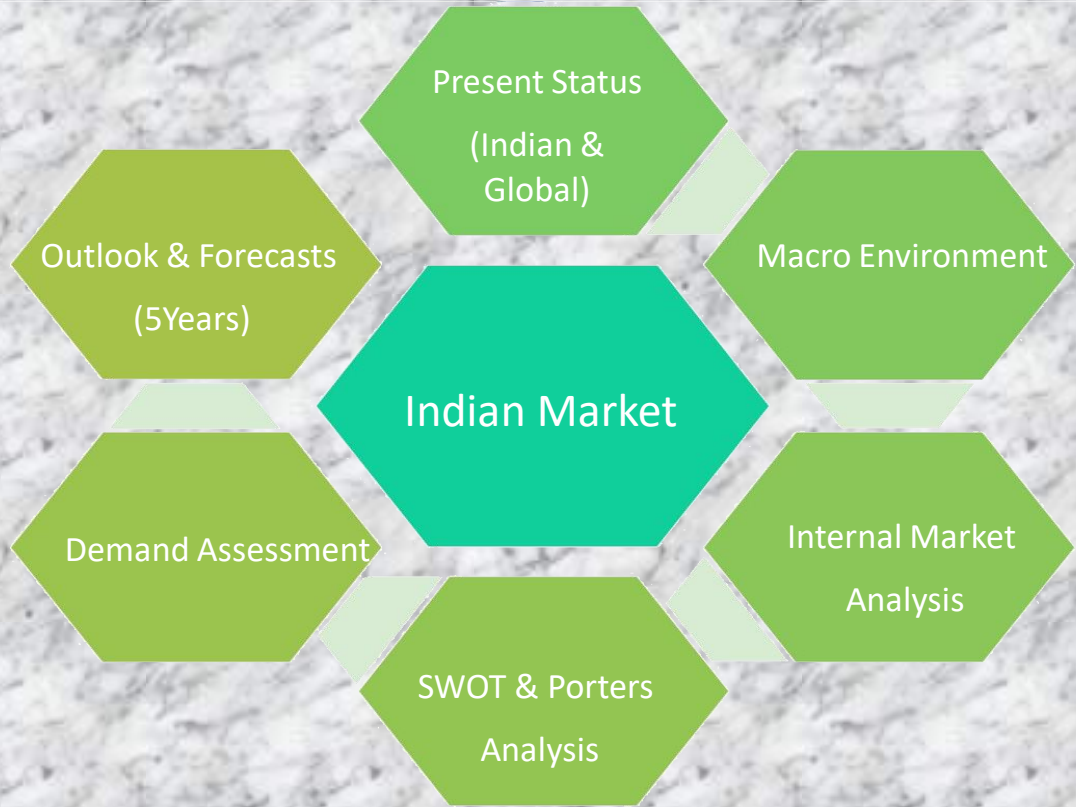 Present Status
(Indian &
Global)
Macro Environment
Internal Market
Analysis
SWOT & Porters
Analysis
Demand Assessment
Outlook & Forecasts
(5Years)
Indian Market